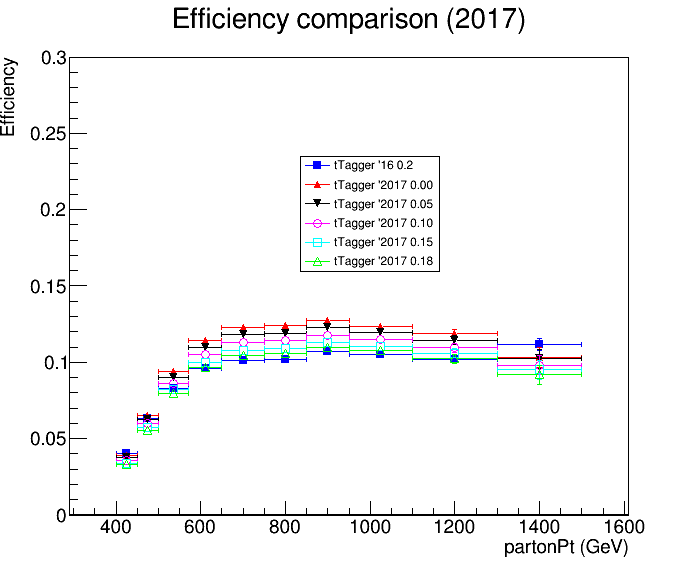 Efficiency comparison (2017)
Efficiency
0.3
0.25
0.2
0.15
0.1
0.05
0
tTagger '16 0.2
tTagger '2017 0.00
tTagger '2017 0.05
tTagger '2017 0.10
tTagger '2017 0.15
tTagger '2017 0.18
400 600 800 1000 1200 1400 1600
partonPt (GeV)